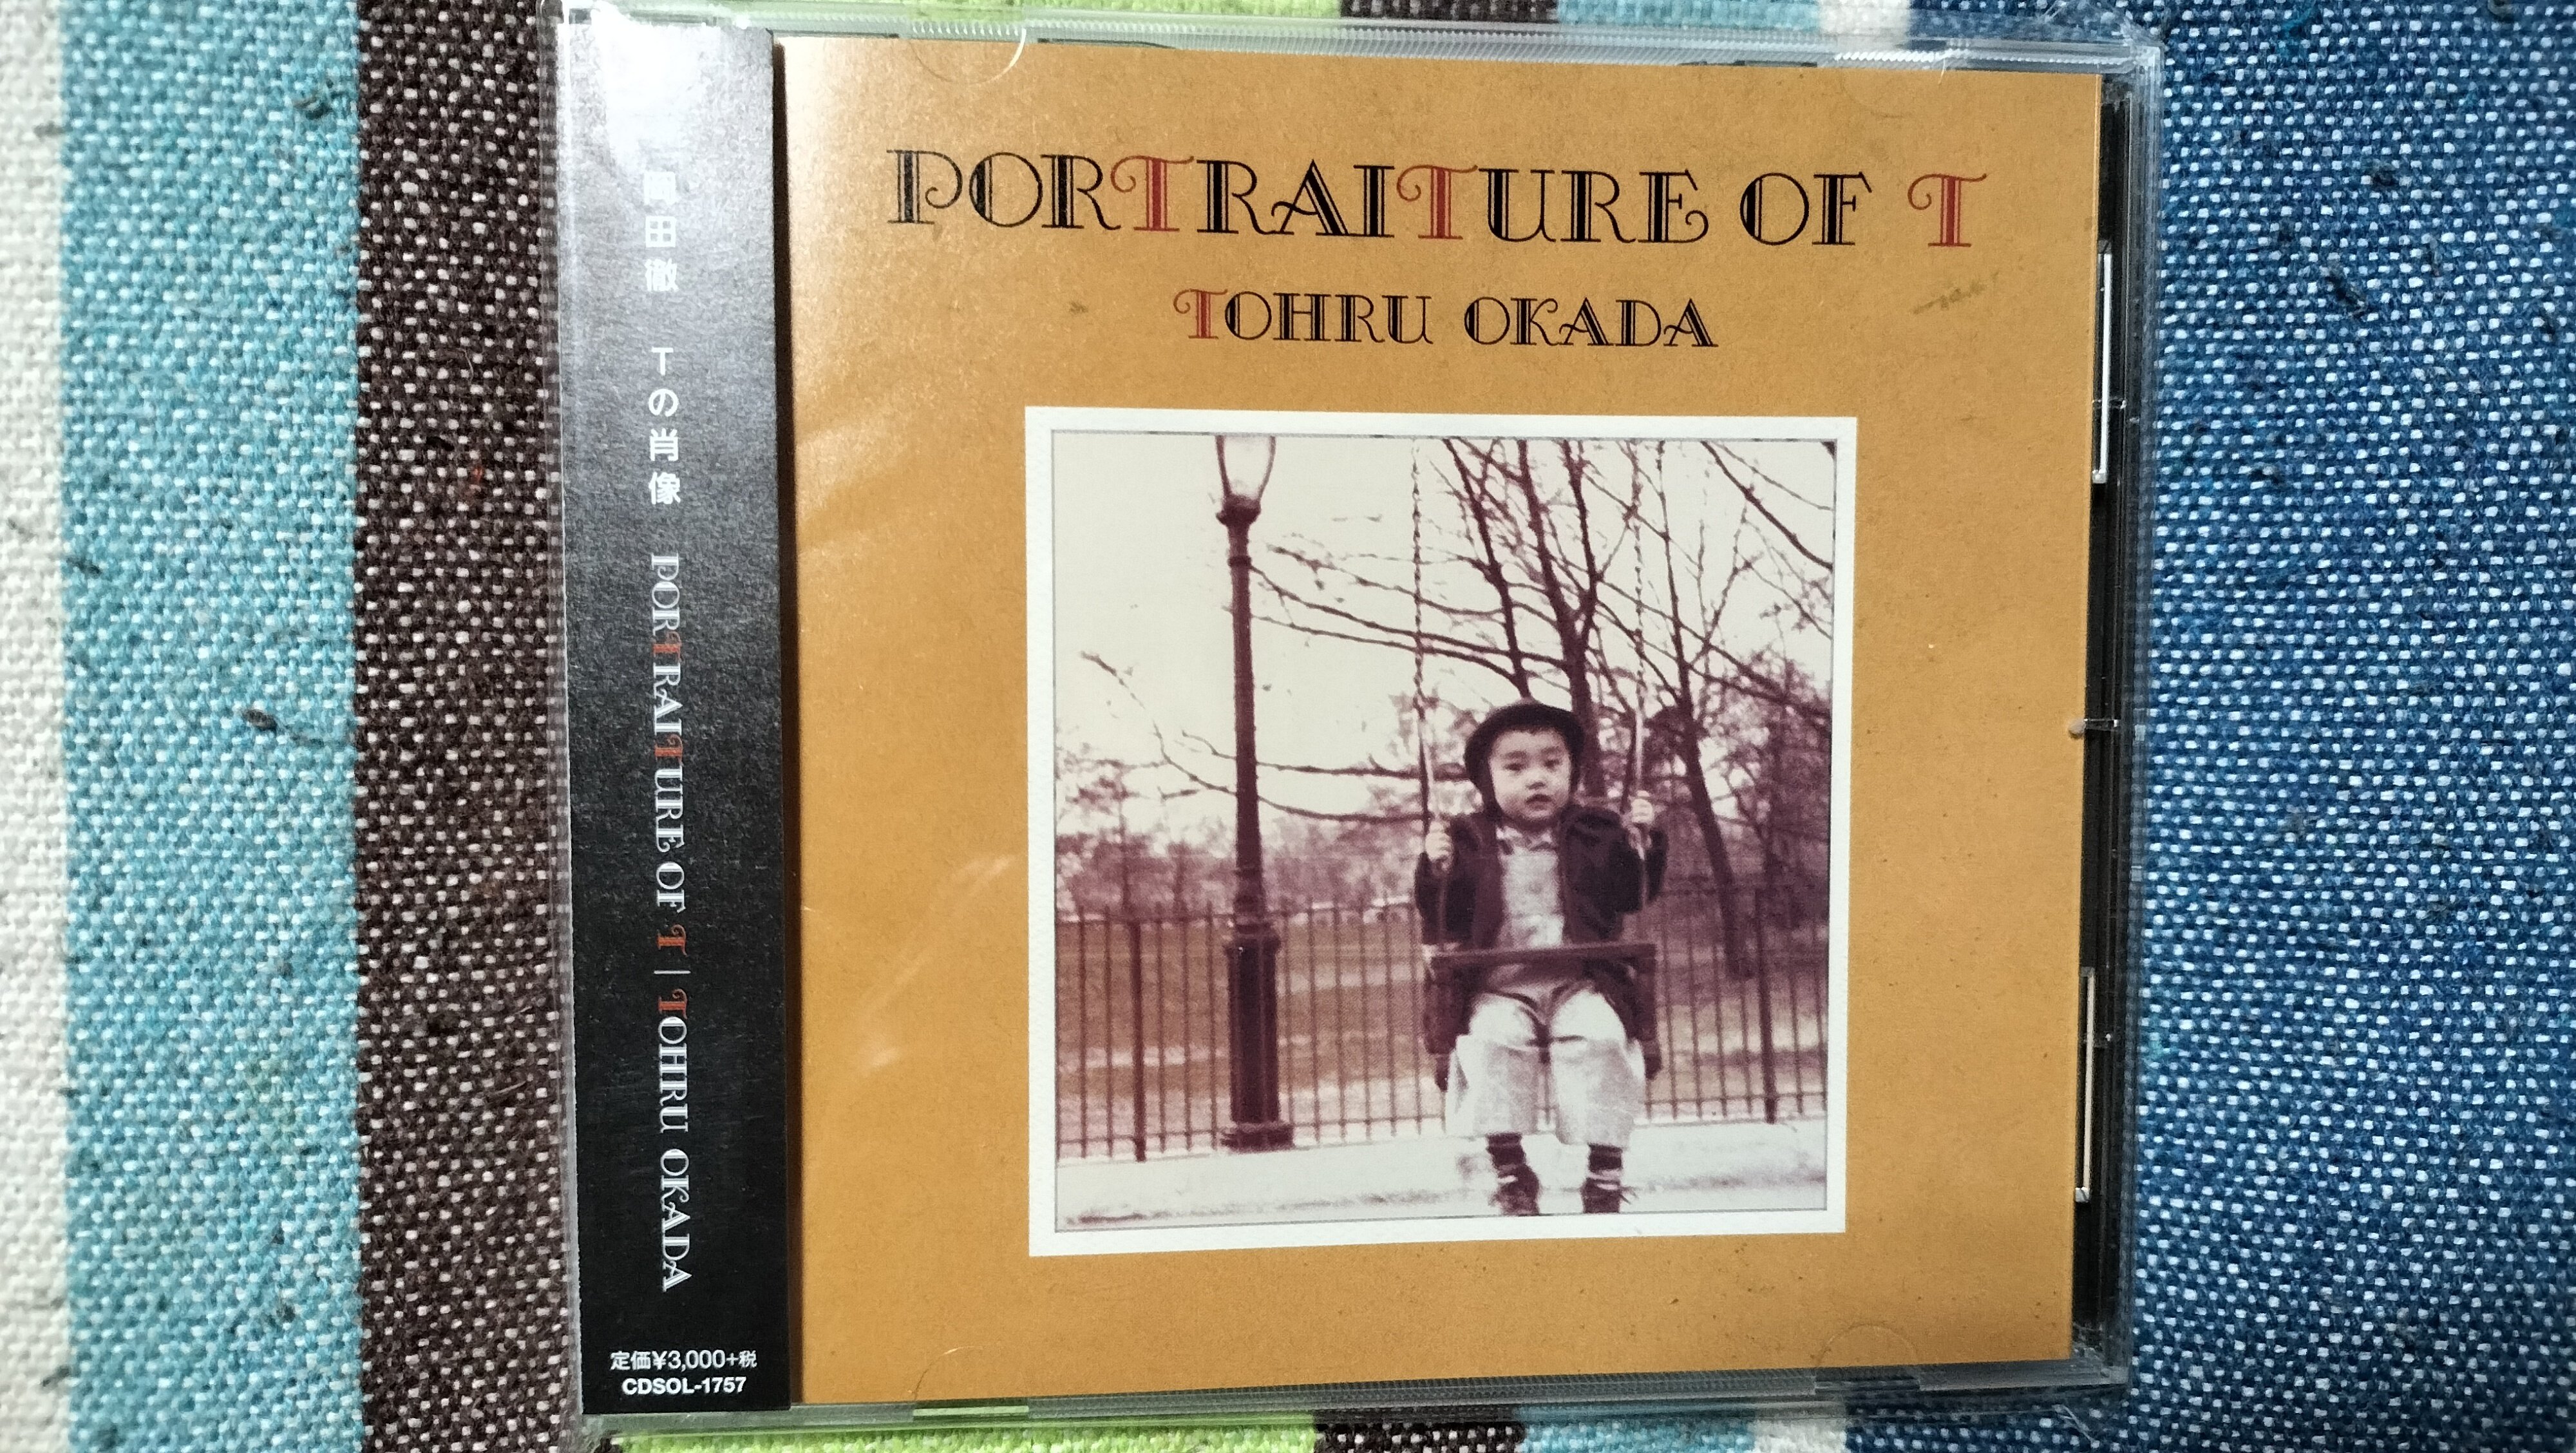 PORTRAITURE OF T
TOHRU OKADA
岡田徹 Tの肖像 PORTRAITURE OF T | TOHRU OKADA
定価¥3,000+税
CDSOL-1757